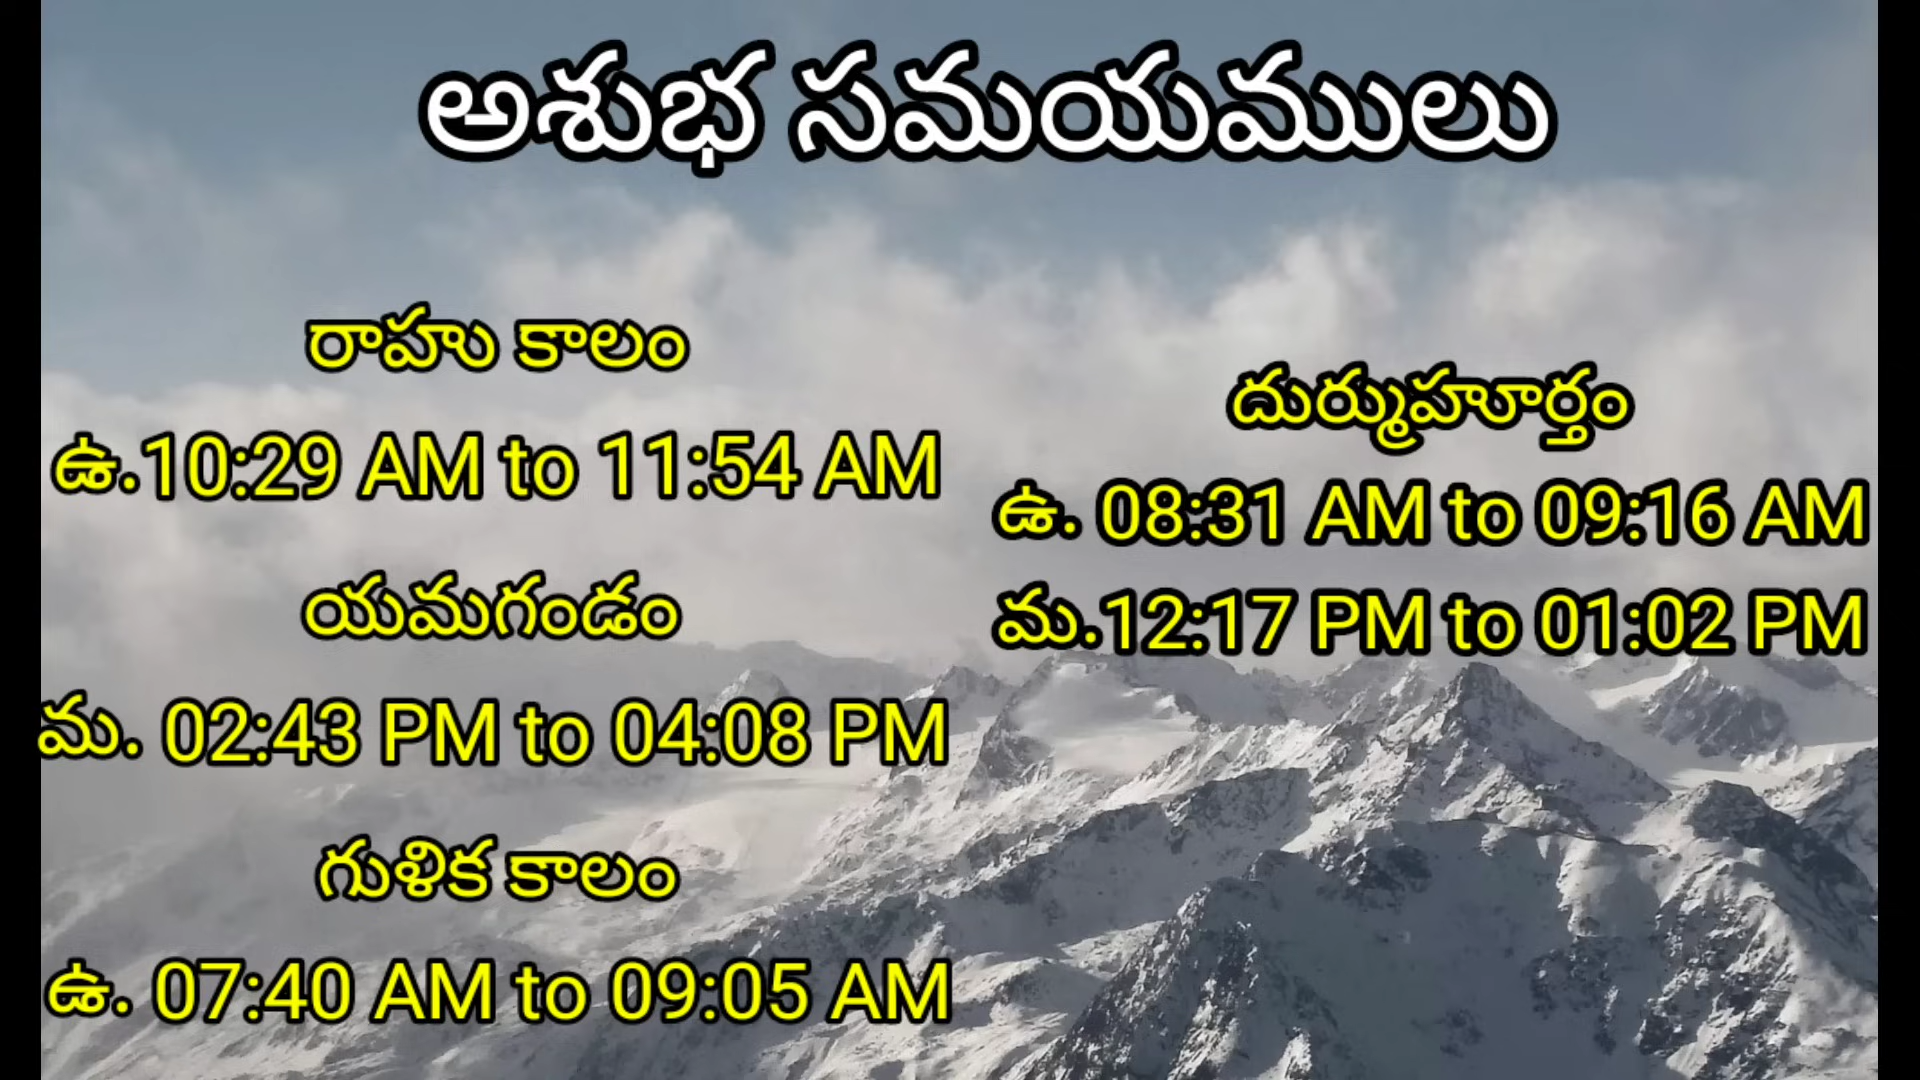 అశుభ సమయములు
రాహు కాలం
ఉ.10:29 AM to 11:54 AM
యమగండం
మ. 02:43 PM to 04:08 PM
గుళిక కాలం
ఉ. 07:40 AM to 09:05 AM
దుర్ముహూర్తం
ఉ. 08:31 AM to 09:16 AM
మ.12:17 PM to 01:02 PM